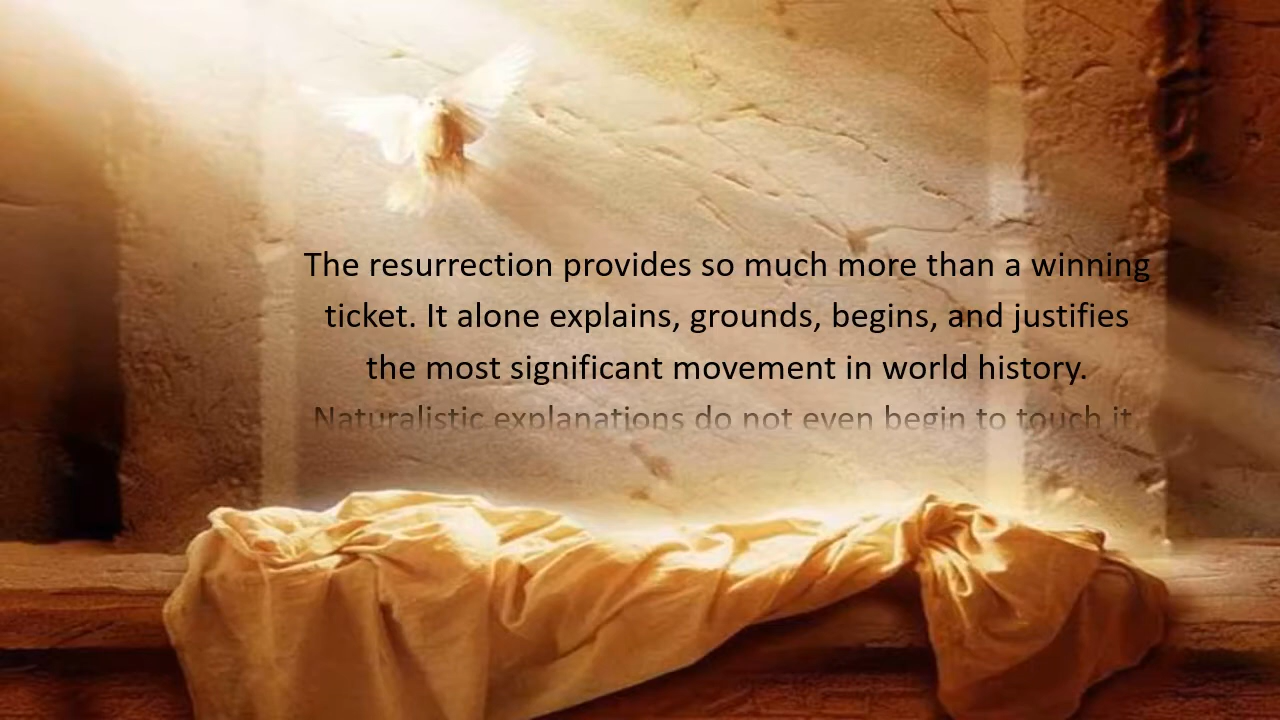 The resurrection provides so much more than a winning
ticket. It alone explains, grounds, begins, and justifies
the most significant movement in world history.
Naturalistic explanations do not even begin to touch it.